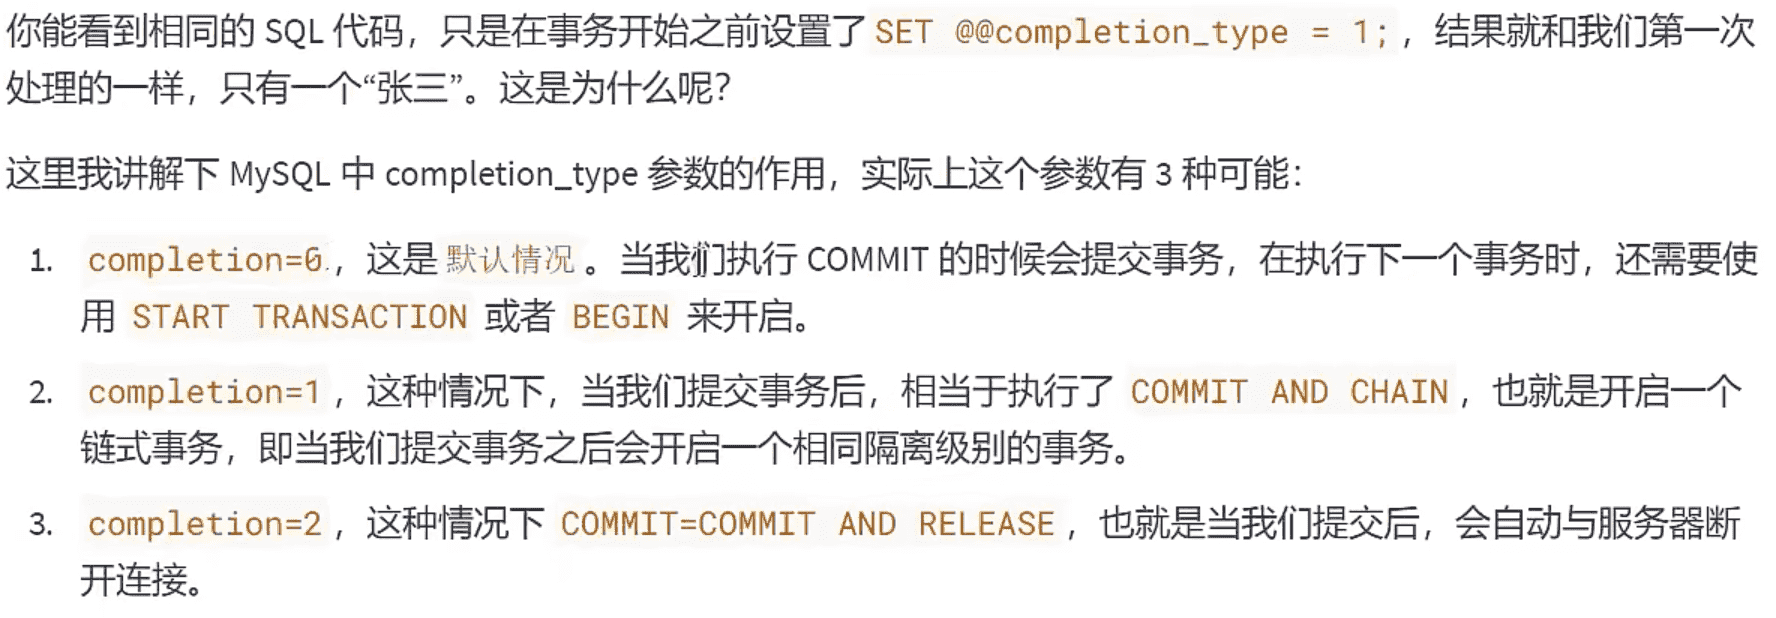 你能看到相同的 SQL 代码，只是在事务开始之前设置了 SET @@completion_type = 1; ，结果就和我们第一次
处理的一样，只有一个“张三”。这是为什么呢？
这里我讲解下 MySQL 中 completion_type 参数的作用，实际上这个参数有 3 种可能：
1. completion=0 ，这是 默认情况 。当我们执行 COMMIT 的时候会提交事务，在执行下一个事务时，还需要使
用 START TRANSACTION 或者 BEGIN 来开启。
2. completion=1 ，这种情况下，当我们提交事务后，相当于执行了 COMMIT AND CHAIN ，也就是开启一个
链式事务，即当我们提交事务之后会开启一个相同隔离级别的事务。
3. completion=2 ，这种情况下 COMMIT=COMMIT AND RELEASE ，也就是当我们提交后，会自动与服务器断
开连接。